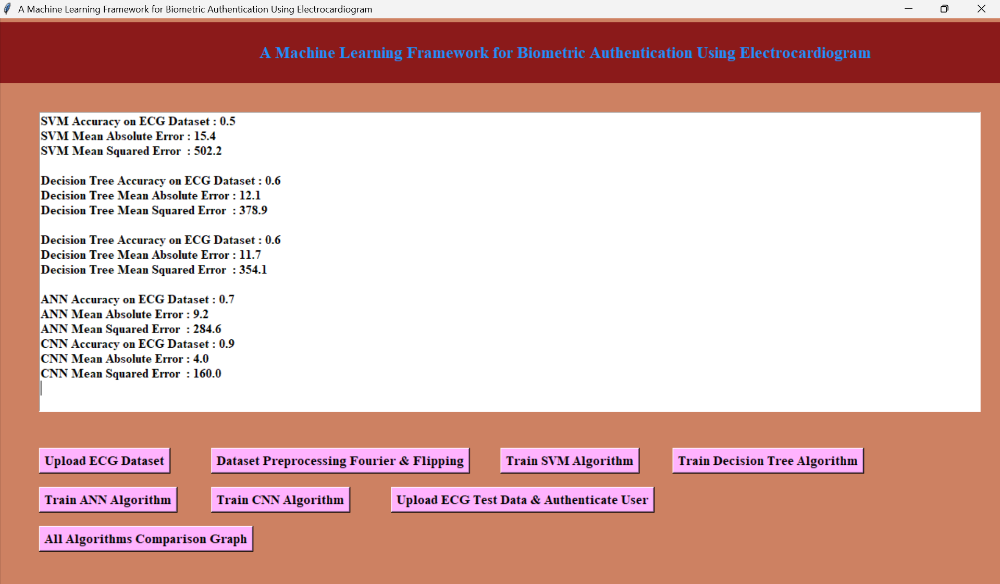 A Machine Learning Framework for Biometric Authentication Using Electrocardiogram
A Machine Learning Framework for Biometric Authentication Using Electrocardiogram
SVM Accuracy on ECG Dataset : 0.5
SVM Mean Absolute Error : 15.4
SVM Mean Squared Error  : 502.2
Decision Tree Accuracy on ECG Dataset : 0.6
Decision Tree Mean Absolute Error : 12.1
Decision Tree Mean Squared Error  : 378.9
Decision Tree Accuracy on ECG Dataset : 0.6
Decision Tree Mean Absolute Error : 11.7
Decision Tree Mean Squared Error  : 354.1
ANN Accuracy on ECG Dataset : 0.7
ANN Mean Absolute Error : 9.2
ANN Mean Squared Error  : 284.6
CNN Accuracy on ECG Dataset : 0.9
CNN Mean Absolute Error : 4.0
CNN Mean Squared Error  : 160.0
Upload ECG Dataset
Dataset Preprocessing Fourier & Flipping
Train SVM Algorithm
Train Decision Tree Algorithm
Train ANN Algorithm
Train CNN Algorithm
Upload ECG Test Data & Authenticate User
All Algorithms Comparison Graph